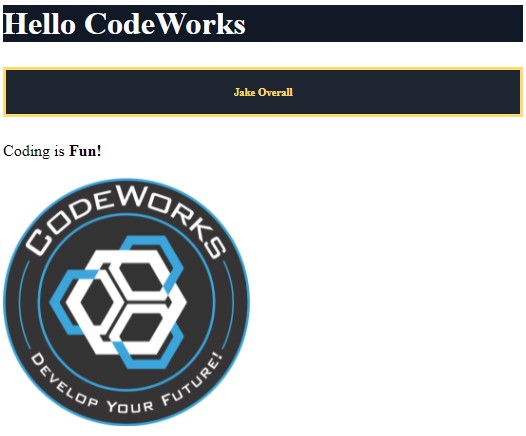 Hello CodeWorks
Jake Overall
Coding is Fun!
CODEWORKS
DEVELOP YOUR FUTURE!